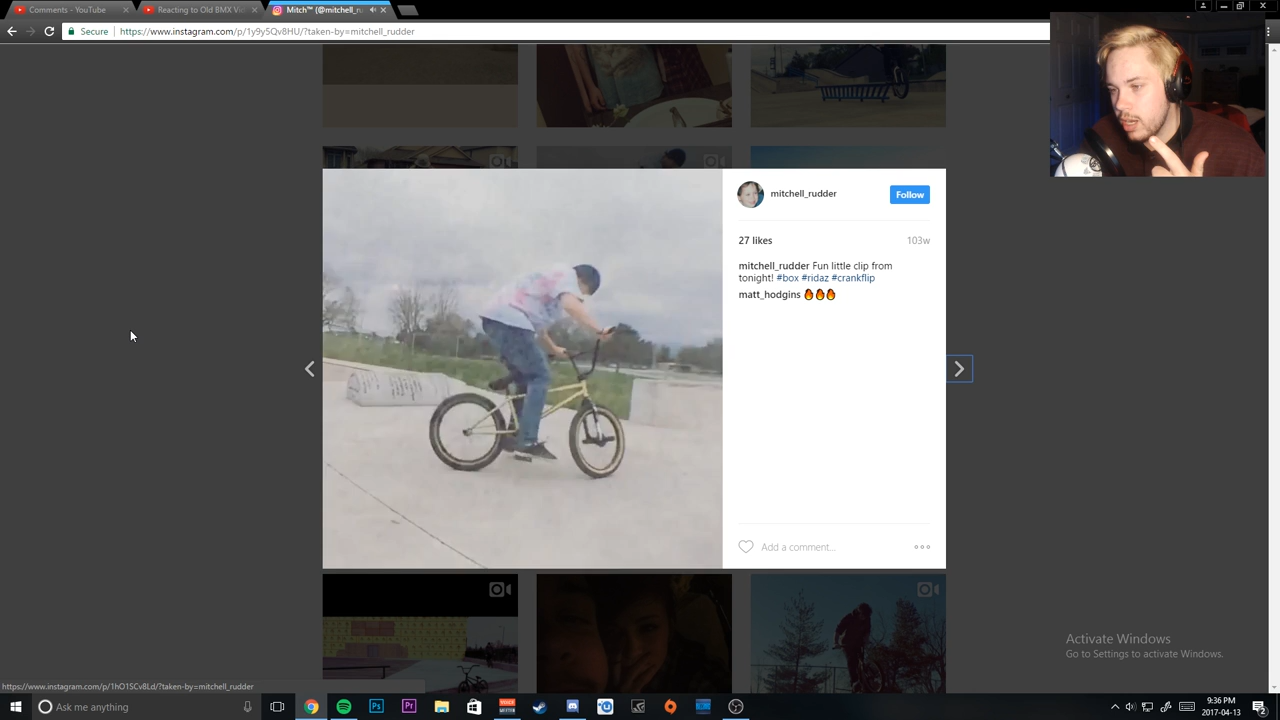 Comments - YouTube
Reacting to Old BMX Vi
Mitch™ (@mitchell_ru
Secure
https://www.instagram.com/p/1y9y5Qv8HU/?taken-by=mitchell_rudder
mitchell_rudder
Follow
27 likes
103w
mitchell_rudder Fun little clip from
tonight! #box #ridaz #crankflip
matt_hodgins 🔥🔥🔥
Add a comment...
Activate Windows
Go to Settings to activate Windows.
https://www.instagram.com/p/1hO1SCv8Ld/?taken-by=mitchell_rudder
Ask me anything
9:36 PM
2017-04-13